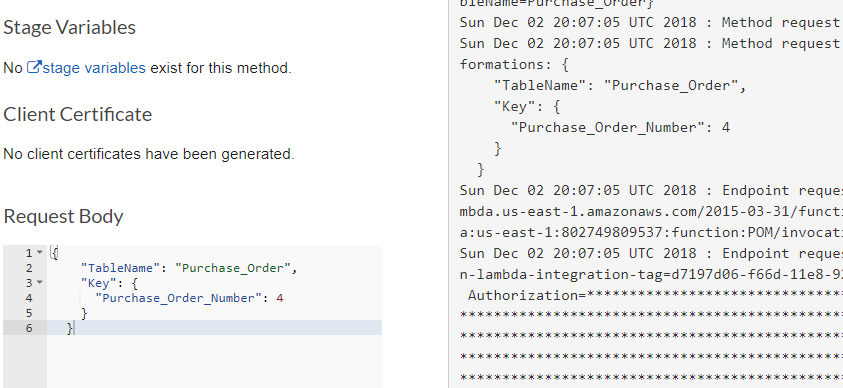 Stage Variables
No stage variables exist for this method.
Client Certificate
No client certificates have been generated.
Request Body
1 {
2 "TableName": "Purchase_Order",
3 "Key": {
4 "Purchase_Order_Number": 4
5 }
6 }
bleName=Purchase_Order}
Sun Dec 02 20:07:05 UTC 2018 : Method request
Sun Dec 02 20:07:05 UTC 2018 : Method request
formations: {
"TableName": "Purchase_Order",
"Key": {
"Purchase_Order_Number": 4
}
}
Sun Dec 02 20:07:05 UTC 2018 : Endpoint reques
mbda.us-east-1.amazonaws.com/2015-03-31/functi
a:us-east-1:802749809537:function:POM/invocati
Sun Dec 02 20:07:05 UTC 2018 : Endpoint reques
n-lambda-integration-tag=d7197d06-f66d-11e8-92
Authorization=*******************************
**********************************************
**********************************************
**********************************************
**********************************************